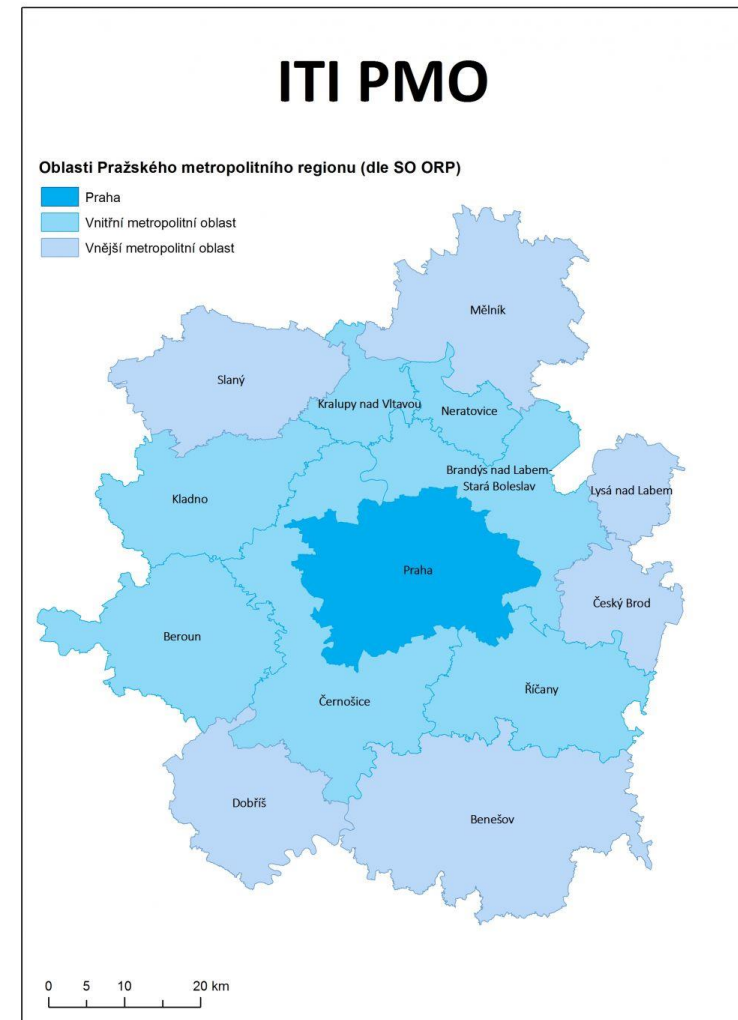 ITI PMO
Oblasti Pražského metropolitního regionu (dle SO ORP)
Praha
Vnitřní metropolitní oblast
Vnější metropolitní oblast
Mělník
Slaný
Kralupy nad Vltavou
Neratovice
Brandýs nad Labem-
Stará Boleslav
Lysá nad Labem
Kladno
Praha
Český Brod
Beroun
Říčany
Černošice
Dobříš
Benešov
0 5 10 20 km